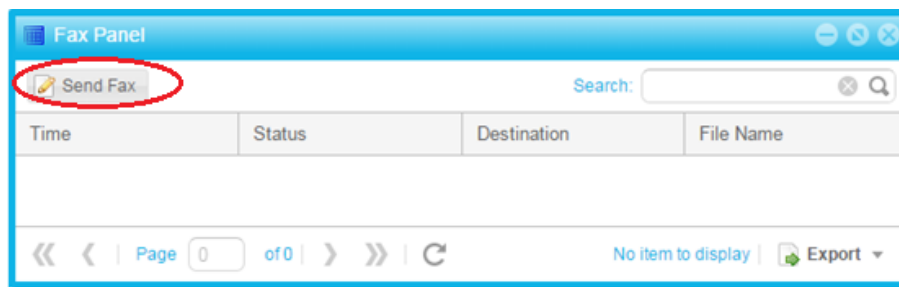 Fax Panel
Send Fax Search:
Time Status Destination File Name
Page 0 of 0 No item to display Export